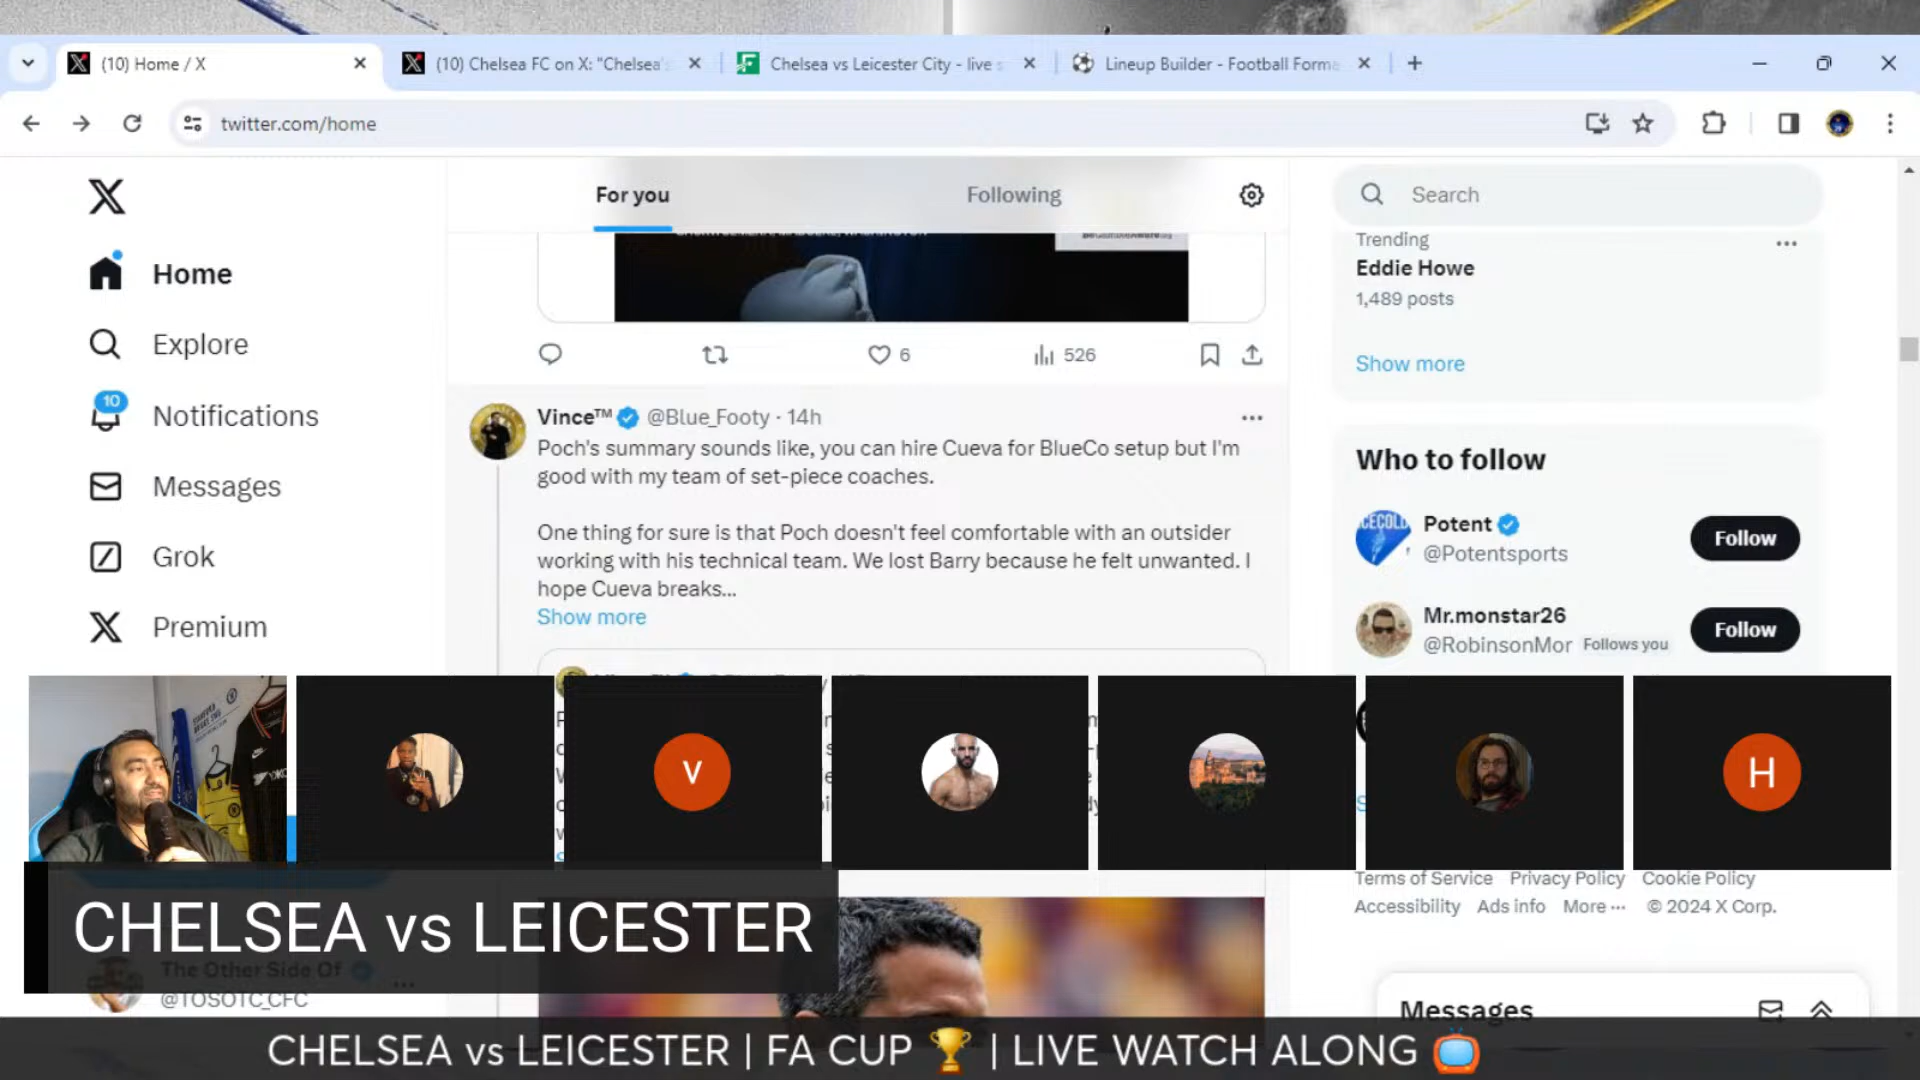 (10) Home / X
(10) Chelsea FC on X: "Chelsea's
Chelsea vs Leicester City - live s
Lineup Builder - Football Forma
twitter.com/home
For you
Following
Search
Trending
Eddie Howe
1,489 posts
Show more
Home
Explore
10
Notifications
Messages
Grok
Premium
6
526
Vince™ @Blue_Footy · 14h
Poch's summary sounds like, you can hire Cueva for BlueCo setup but I'm
good with my team of set-piece coaches.
One thing for sure is that Poch doesn't feel comfortable with an outsider
working with his technical team. We lost Barry because he felt unwanted. I
hope Cueva breaks...
Show more
Who to follow
Potent
@Potentsports
Follow
Mr.monstar26
@RobinsonMor Follows you
Follow
V
H
Terms of Service Privacy Policy Cookie Policy
Accessibility Ads info More ··· © 2024 X Corp.
CHELSEA vs LEICESTER
The Other Side Of
@TOSOTC_CFC
Messages
CHELSEA vs LEICESTER | FA CUP 🏆 | LIVE WATCH ALONG 📺